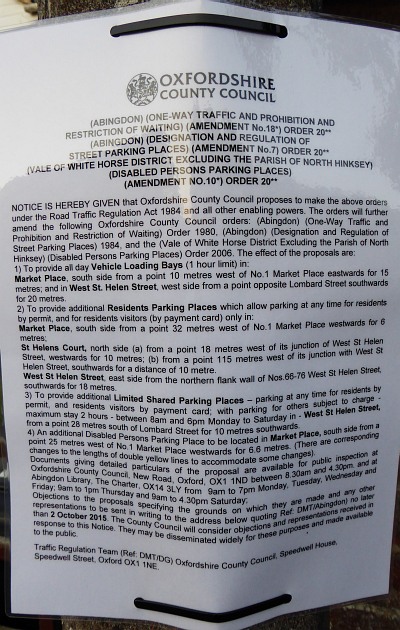 OXFORDSHIRE
COUNTY COUNCIL
(ABINGDON) (ONE-WAY TRAFFIC AND PROHIBITION AND
RESTRICTION OF WAITING) (AMENDMENT No.18*) ORDER 20**
(ABINGDON) (DESIGNATION AND REGULATION OF
STREET PARKING PLACES) (AMENDMENT No.7) ORDER 20**
(VALE OF WHITE HORSE DISTRICT EXCLUDING THE PARISH OF NORTH HINKSEY)
(DISABLED PERSONS PARKING PLACES)
(AMENDMENT NO.10*) ORDER 20**
NOTICE IS HEREBY GIVEN that Oxfordshire County Council proposes to make the above orders
under the Road Traffic Regulation Act 1984 and all other enabling powers. The orders will further
amend the following Oxfordshire County Council orders: (Abingdon) (One-Way Traffic and
Prohibition and Restriction of Waiting) Order 1980, (Abingdon) (Designation and Regulation of
Street Parking Places) 1984, and the (Vale of White Horse District Excluding the Parish of North
Hinksey) (Disabled Persons Parking Places) Order 2006. The effect of the proposals are:
1) To provide all day Vehicle Loading Bays (1 hour limit) in:
Market Place, south side from a point 10 metres west of No.1 Market Place eastwards for 15
metres; and in West St. Helen Street, west side from a point opposite Lombard Street southwards
for 20 metres.
2) To provide additional Residents Parking Places which allow parking at any time for residents
by permit, and for residents visitors (by payment card) only in:
Market Place, south side from a point 32 metres west of No.1 Market Place westwards for 6
metres;
St Helens Court, north side (a) from a point 18 metres west of its junction of West St Helen
Street, westwards for 10 metres; (b) from a point 115 metres west of its junction with West St
Helen Street, southwards for a distance of 10 metre.
West St Helen Street, east side from the northern flank wall of Nos.66-76 West St Helen Street,
southwards for 18 metres.
3) To provide additional Limited Shared Parking Places – parking at any time for residents by
permit, and residents visitors by payment card; with parking for others subject to charge -
maximum stay 2 hours - between 8am and 6pm Monday to Saturday in - West St Helen Street,
from a point 28 metres south of Lombard Street for 10 metres southwards.
4) An additional Disabled Persons Parking Place to be located in Market Place, south side from a
point 25 metres west of No.1 Market Place westwards for 6.6 metres. (There are corresponding
changes to the lengths of double yellow lines to accommodate some changes).
Documents giving detailed particulars of the proposal are available for public inspection at
Oxfordshire County Council, New Road, Oxford, OX1 1ND between 8.30am and 4.30pm, and at
Abingdon Library, The Charter, OX14 3LY from 9am to 7pm Monday, Tuesday, Wednesday and
Friday; 9am to 1pm Thursday and 9am to 4.30pm Saturday;
Objections to the proposals specifying the grounds on which they are made and any other
representations to be sent in writing to the address below quoting Ref. DMT/Abingdon) no later
than 2 October 2015. The County Council will consider objections and representations received in
response to this Notice. They may be disseminated widely for these purposes and made available
to the public.
Traffic Regulation Team (Ref: DMT/DG) Oxfordshire County Council, Speedwell House,
Speedwell Street, Oxford OX1 1NE.